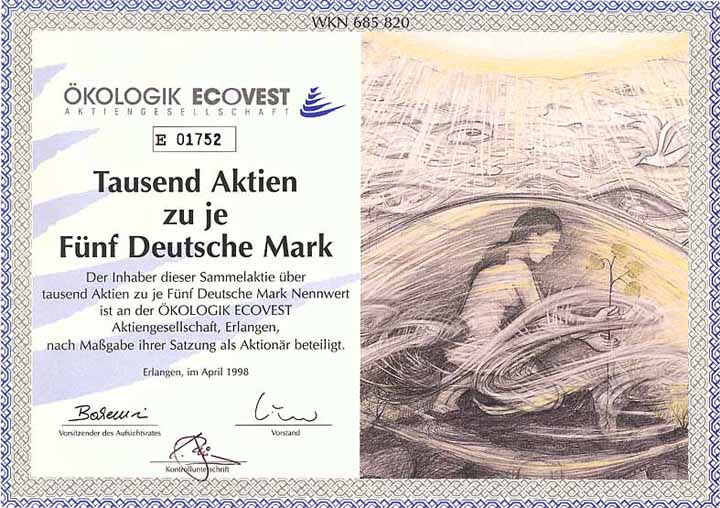 WKN 685 820
ÖKOLOGIK ECOVEST
AKTIENGESELLSCHAFT
E 01752
Tausend Aktien
zu je
Fünf Deutsche Mark
Der Inhaber dieser Sammelaktie über
tausend Aktien zu je Fünf Deutsche Mark Nennwert
ist an der ÖKOLOGIK ECOVEST
Aktiengesellschaft, Erlangen,
nach Maßgabe ihrer Satzung als Aktionär beteiligt.
Erlangen, im April 1998
Vorsitzender des Aufsichtsrates
Vorstand
Kontrollunterschrift